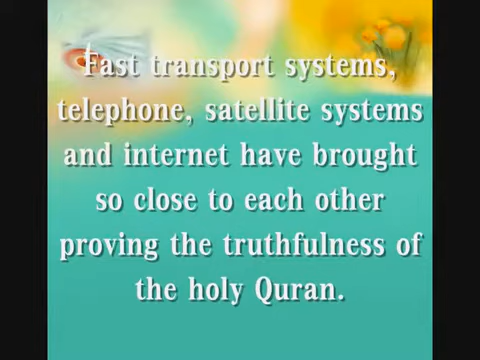 Fast transport systems,
telephone, satellite systems
and internet have brought
so close to each other
proving the truthfulness of
the holy Quran.